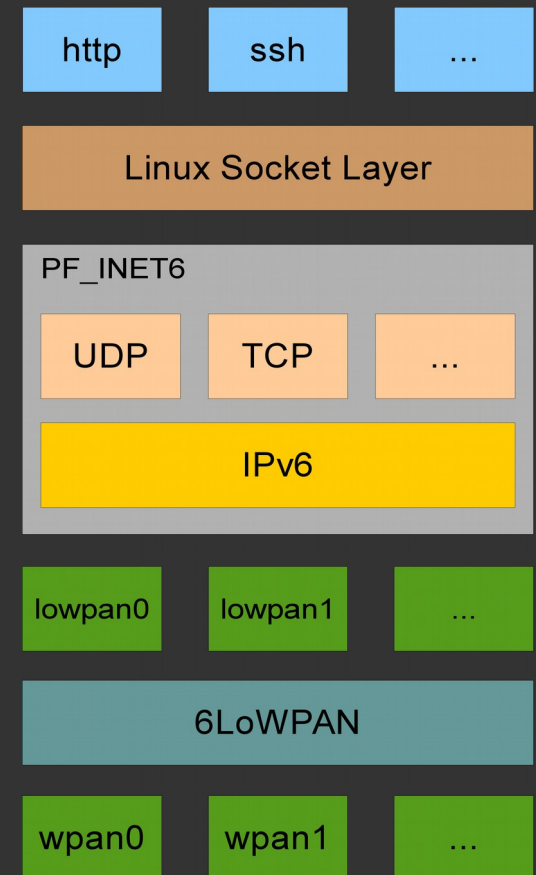 http ssh ...
Linux Socket Layer
PF_INET6
UDP TCP ...
IPv6
lowpan0 lowpan1 ...
6LoWPAN
wpan0 wpan1 ...